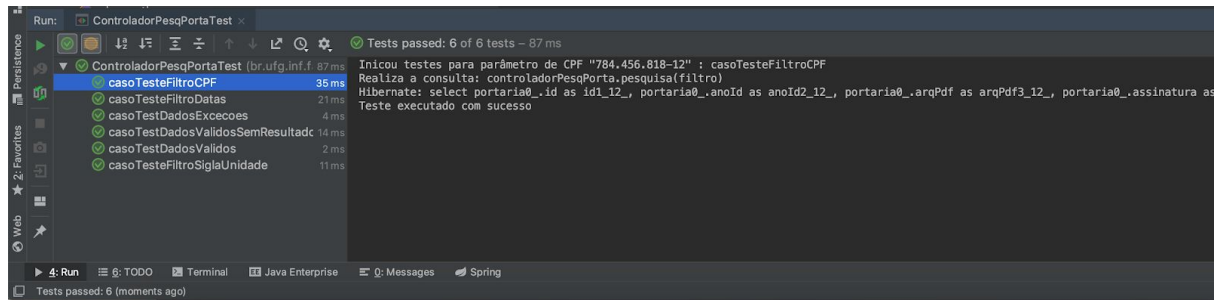 Run: ControladorPesqPortaTest ×
Tests passed: 6 of 6 tests – 87 ms
ControladorPesqPortaTest (br.ufg.inf.f 87 ms
casoTesteFiltroCPF 35 ms
casoTesteFiltroDatas 21 ms
casoTestDadosExcecoes 4 ms
casoTestDadosValidosSemResultado 14 ms
casoTestDadosValidos 2 ms
casoTesteFiltroSiglaUnidade 11 ms
Inicou testes para parâmetro de CPF "784.456.818-12" : casoTesteFiltroCPF
Realiza a consulta: controladorPesqPorta.pesquisa(filtro)
Hibernate: select portaria0_.id as id1_12_, portaria0_.anoId as anoId2_12_, portaria0_.arqPdf as arqPdf3_12_, portaria0_.assinatura as
Teste executado com sucesso
Persistence
2: Favorites
Web
4: Run 6: TODO Terminal Java Enterprise 0: Messages Spring
Tests passed: 6 (moments ago)